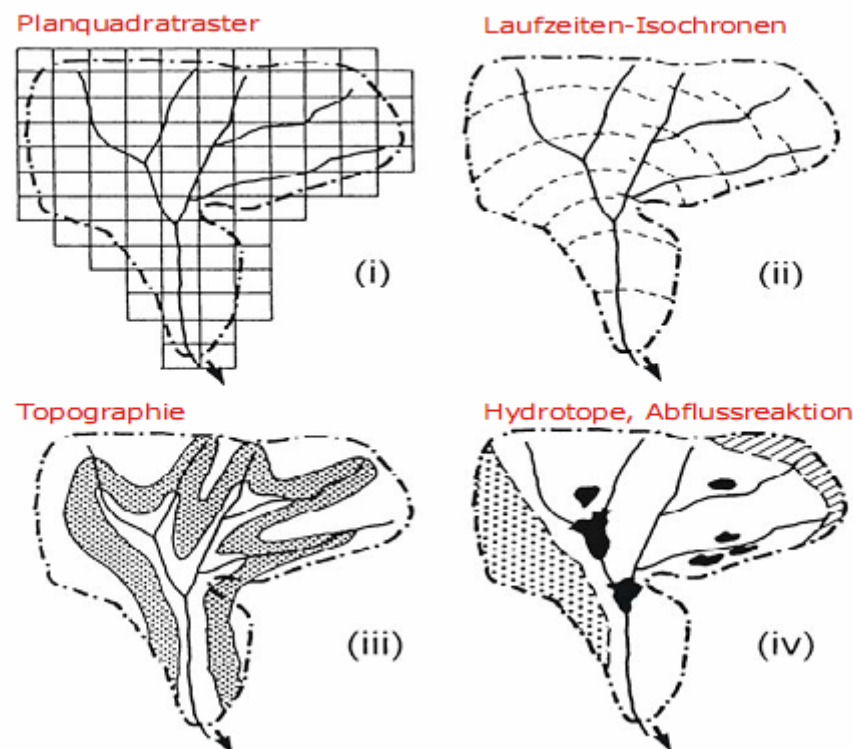 Planquadratraster
Laufzeiten-Isochronen
(i)
(ii)
Topographie
Hydrotope, Abflussreaktion
(iii)
(iv)